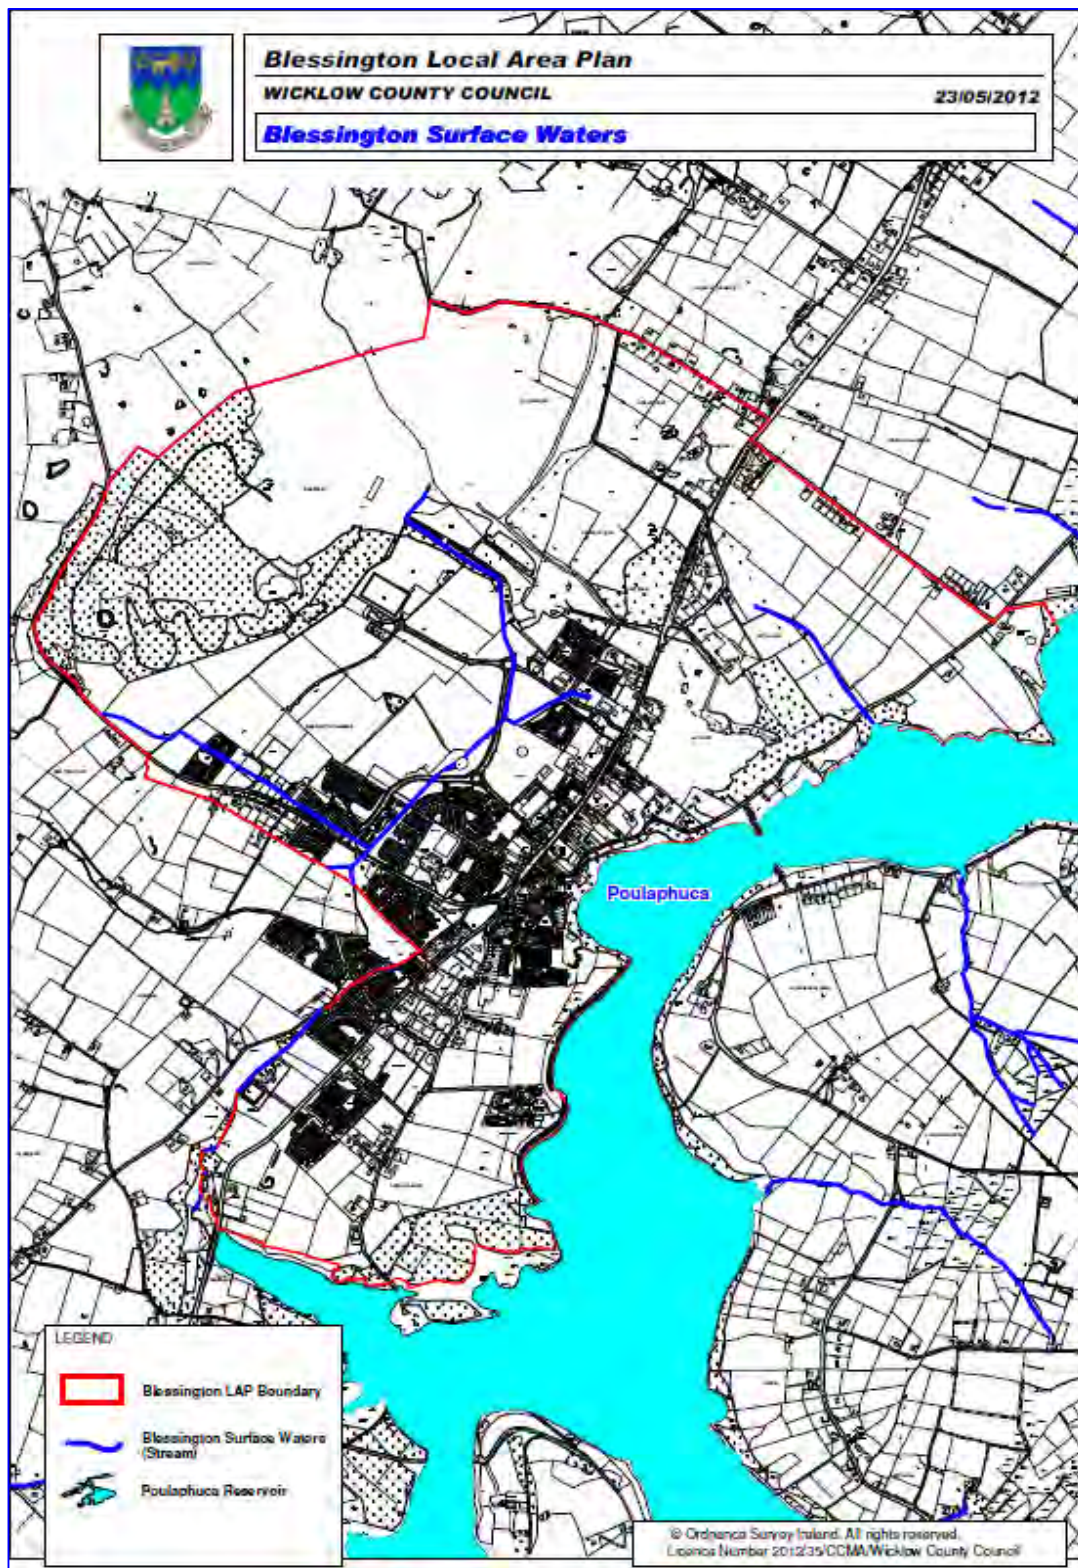 Blessington Local Area Plan
WICKLOW COUNTY COUNCIL 23/05/2012
Blessington Surface Waters
Poulaphuca
LEGEND
Blessington LAP Boundary
Blessington Surface Waters
(Stream)
Poulaphuca Reservoir
© Ordnance Survey Ireland. All rights reserved.
Licence Number 2012/35/CCMA/Wicklow County Council